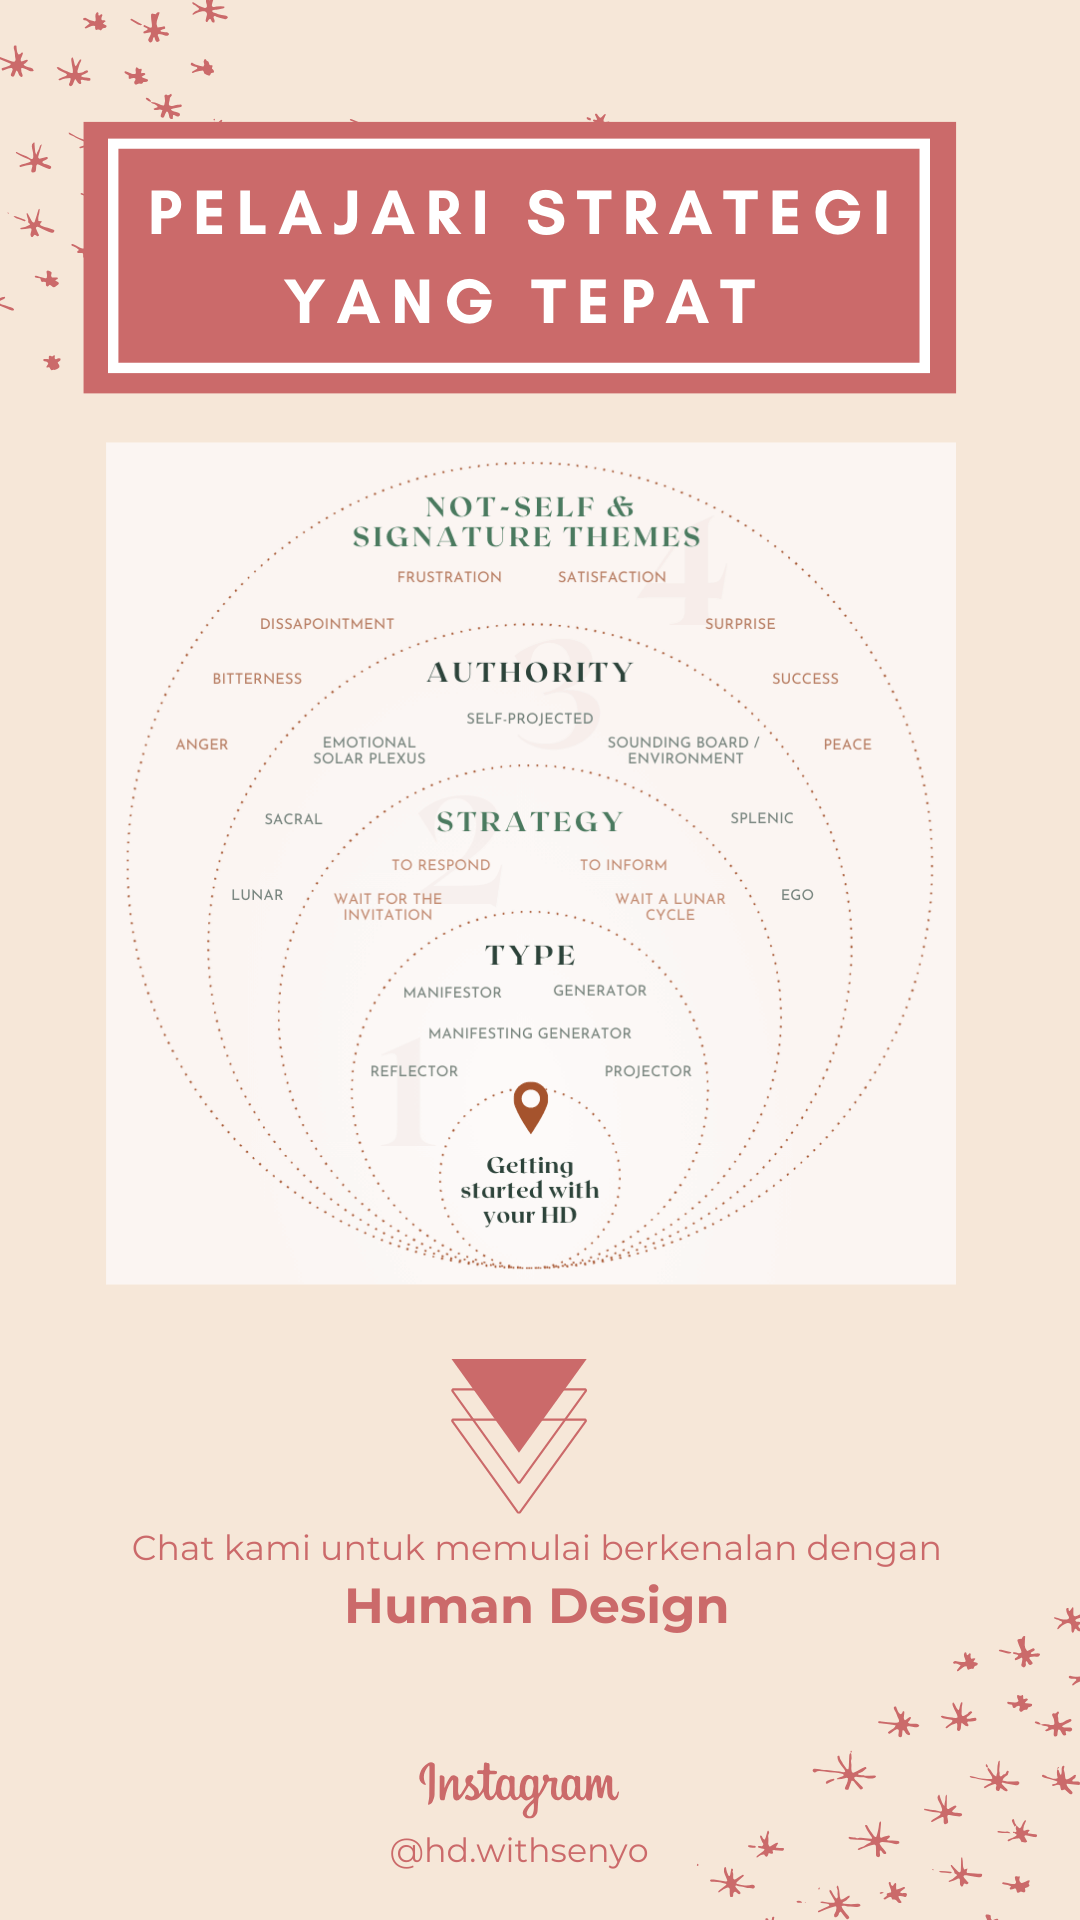 PELAJARI STRATEGI
YANG TEPAT
4
NOT-SELF &
SIGNATURE THEMES
FRUSTRATION SATISFACTION
DISSAPOINTMENT SURPRISE
BITTERNESS SUCCESS
ANGER PEACE
3
AUTHORITY
SELF-PROJECTED
EMOTIONAL
SOLAR PLEXUS
SOUNDING BOARD /
ENVIRONMENT
SACRAL SPLENIC
LUNAR EGO
2
STRATEGY
TO RESPOND TO INFORM
WAIT FOR THE
INVITATION
WAIT A LUNAR
CYCLE
1
TYPE
MANIFESTOR GENERATOR
MANIFESTING GENERATOR
REFLECTOR PROJECTOR
Getting
started with
your HD
Chat kami untuk memulai berkenalan dengan
Human Design
Instagram
@hd.withsenyo